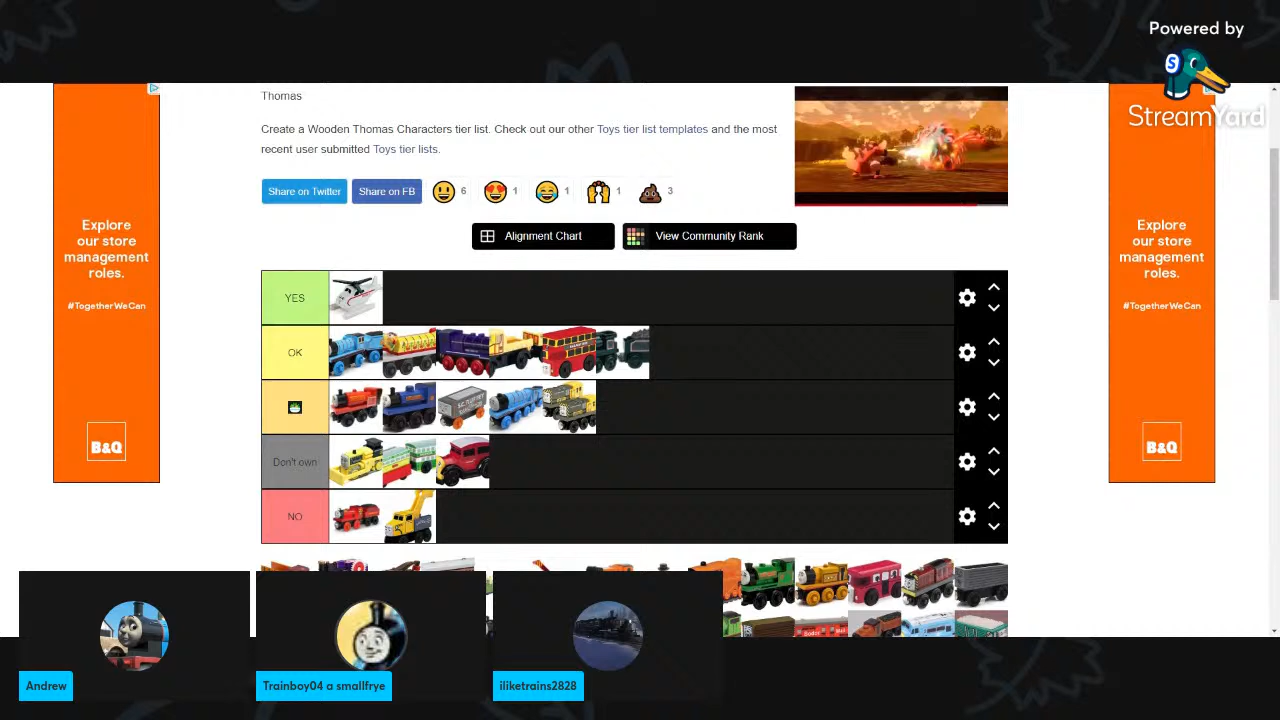 Powered by
StreamYard
Thomas
Create a Wooden Thomas Characters tier list. Check out our other Toys tier list templates and the most
recent user submitted Toys tier lists.
Share on Twitter
Share on FB
6
1
1
1
3
Alignment Chart
View Community Rank
Explore
our store
management
roles.
#TogetherWeCan
B&Q
Explore
our store
management
roles.
#TogetherWeCan
B&Q
YES
OK
Don't own
NO
Andrew
Trainboy04 a smallfrye
iliketrains2828